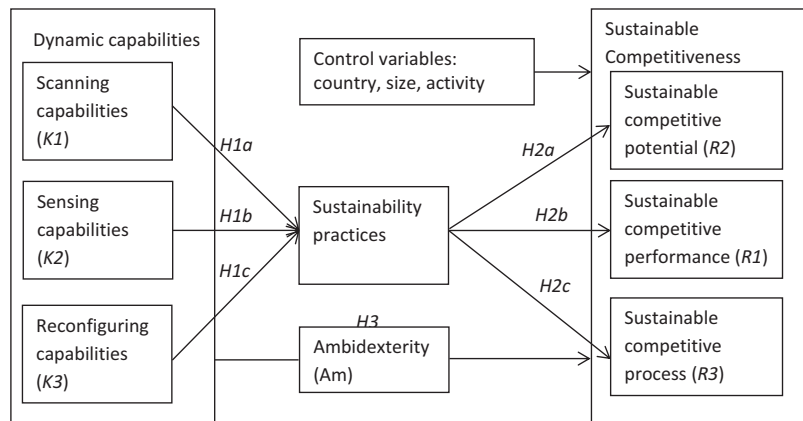 Dynamic capabilities
Scanning
capabilities
(K1)
Sensing
capabilities
(K2)
Reconfiguring
capabilities
(K3)
H1a
H1b
H1c
Control variables:
country, size, activity
Sustainability
practices
H3
Ambidexterity
(Am)
H2a
H2b
H2c
Sustainable
Competitiveness
Sustainable
competitive
potential (R2)
Sustainable
competitive
performance (R1)
Sustainable
competitive
process (R3)